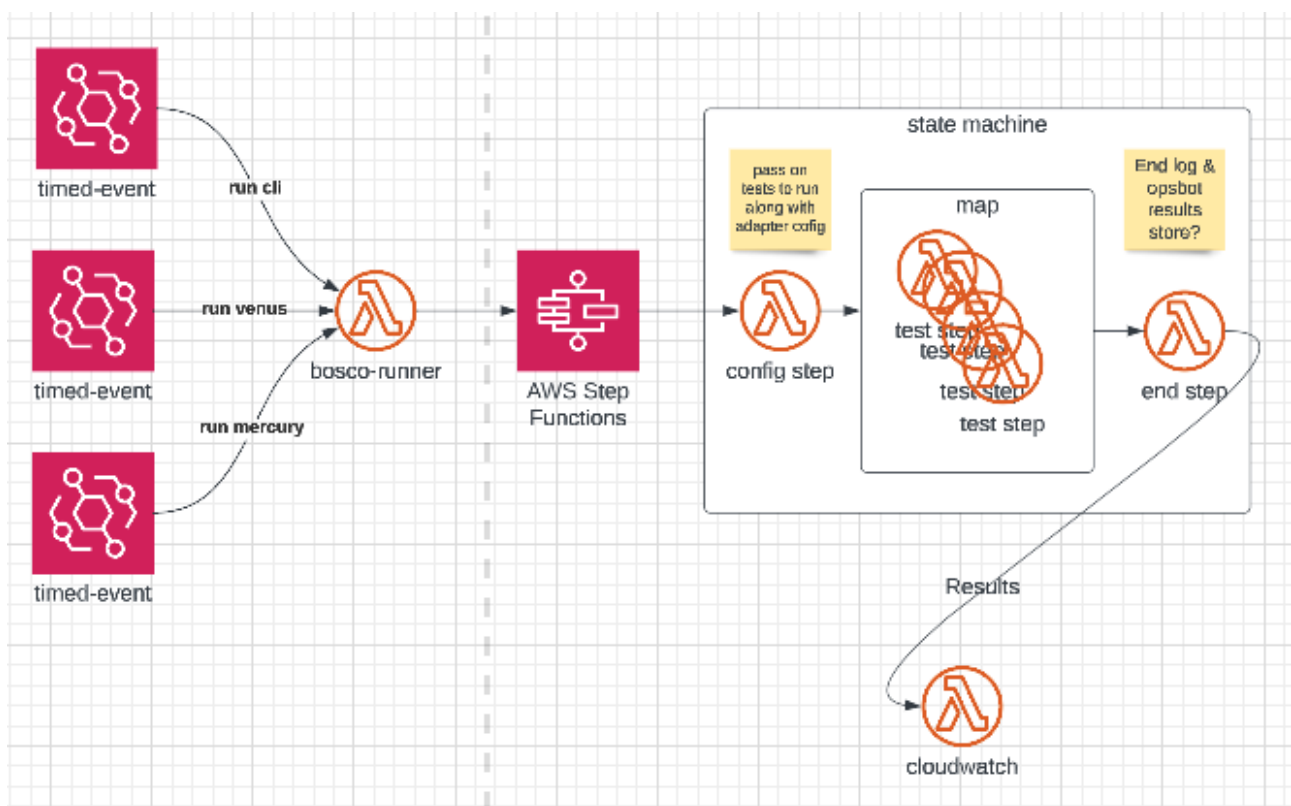 timed-event
run cli
timed-event
run venus
bosco-runner
run mercury
timed-event
AWS Step
Functions
state machine
pass on
tests to run
along with
adapter cofig
config step
map
test step
test step
test step
test step
End log &
opsbot
results
store?
end step
Results
cloudwatch